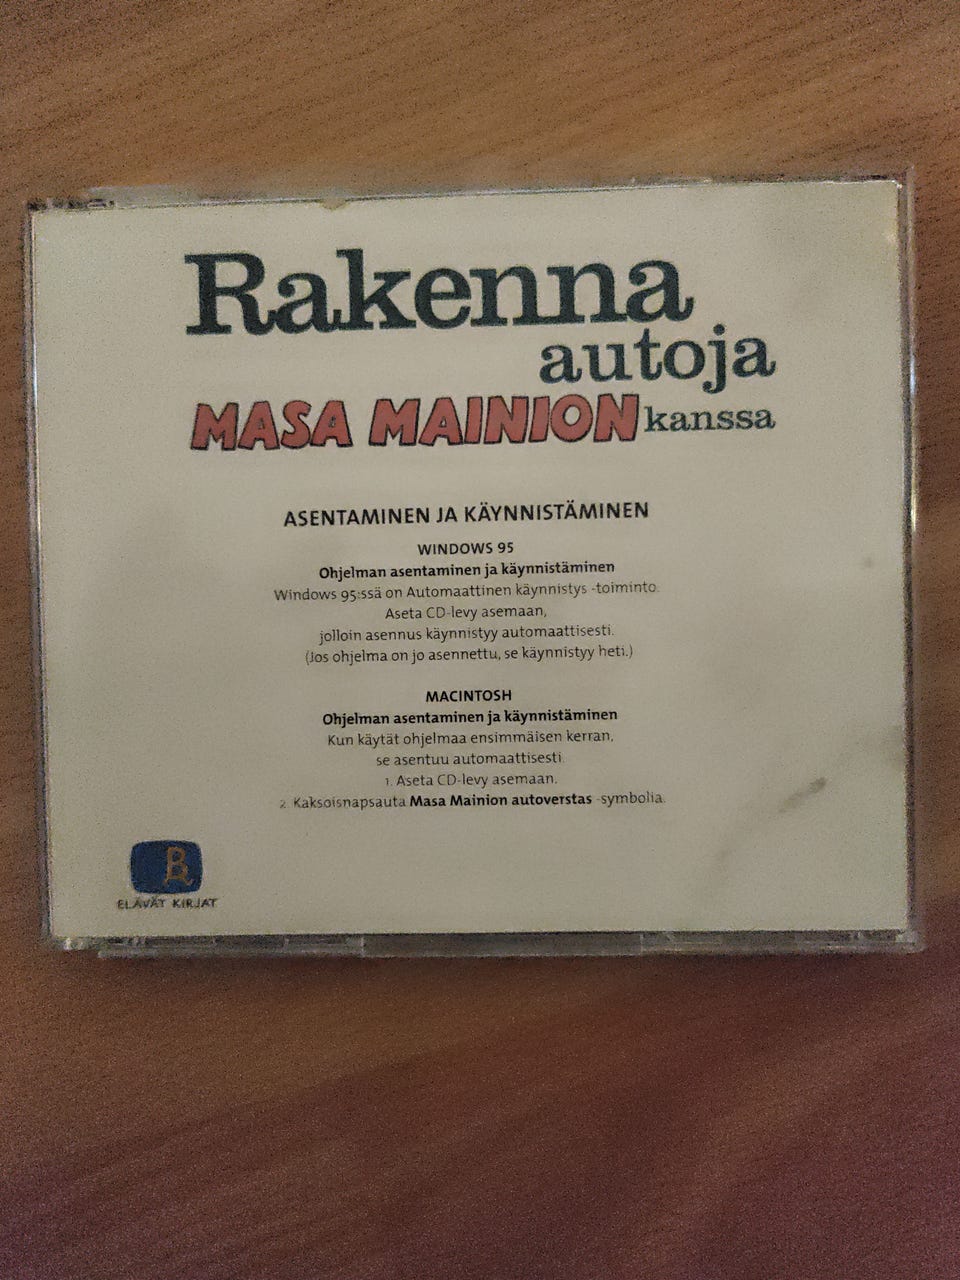 Rakenna
autoja
MASA MAINION kanssa
ASENTAMINEN JA KÄYNNISTÄMINEN
WINDOWS 95
Ohjelman asentaminen ja käynnistäminen
Windows 95:ssä on Automaattinen käynnistys -toiminto.
Aseta CD-levy asemaan,
jolloin asennus käynnistyy automaattisesti.
(Jos ohjelma on jo asennettu, se käynnistyy heti.)
MACINTOSH
Ohjelman asentaminen ja käynnistäminen
Kun käytät ohjelmaa ensimmäisen kerran,
se asentuu automaattisesti.
1. Aseta CD-levy asemaan.
2. Kaksoisnapsauta Masa Mainion autoverstas -symbolia.
B
ELÄVÄT KIRJAT